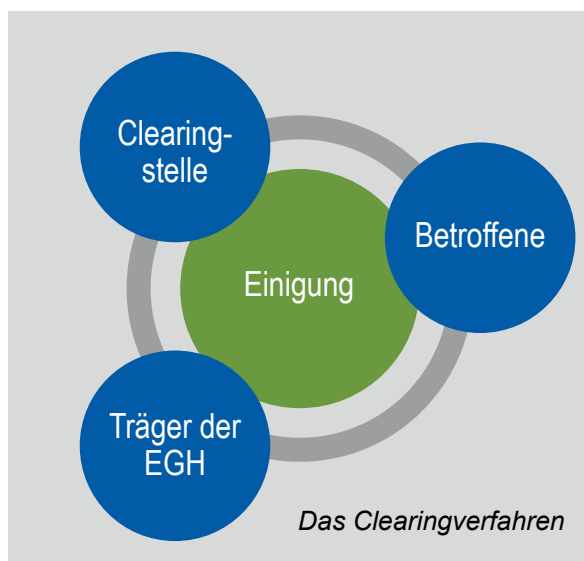 Clearing-
stelle
Betroffene
Einigung
Träger der
EGH
Das Clearingverfahren